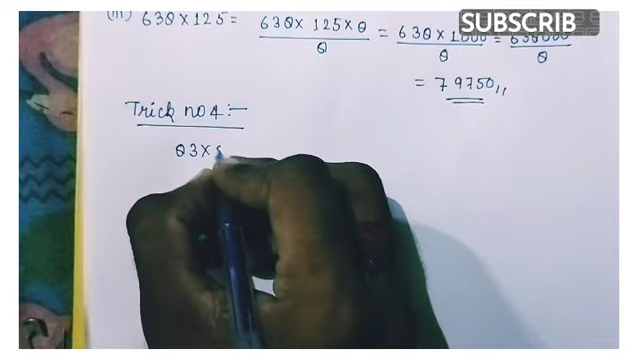 SUBSCRIB
(iii) 638 × 125 = 638 × 125 × 8 / 8 = 638 × 1000 / 8 = 638000 / 8
= 79750,,
Trick no 4:-
83 ×